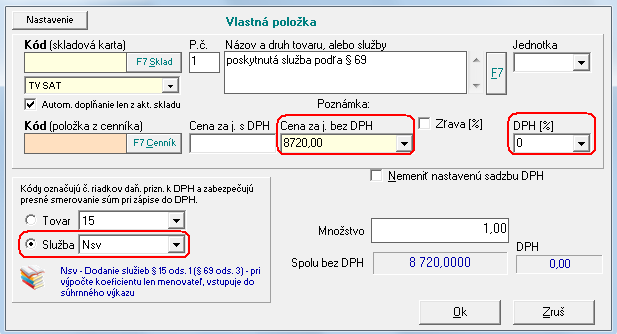 Nastavenie
Vlastná položka
Kód (skladová karta)
P.č.
Názov a druh tovaru, alebo služby
Jednotka
F7 Sklad
1
poskytnutá služba podľa § 69
F7
TV SAT
Autom. dopĺňanie len z akt. skladu
Poznámka:
Kód (položka z cenníka)
Cena za j. s DPH
Cena za j. bez DPH
Zľava [%]
DPH [%]
F7 Cenník
8720,00
0
Nemeniť nastavenú sadzbu DPH
Kódy označujú č. riadkov daň. prizn. k DPH a zabezpečujú
presné smerovanie súm pri zápise do DPH.
Tovar
15
Služba
Nsv
Množstvo
1,00
DPH
Spolu bez DPH
8 720,0000
0,00
Nsv - Dodanie služieb § 15 ods. 1(§ 69 ods. 3) - pri
výpočte koeficientu len menovateľ, vstupuje do
súhrnného výkazu
Ok
Zruš